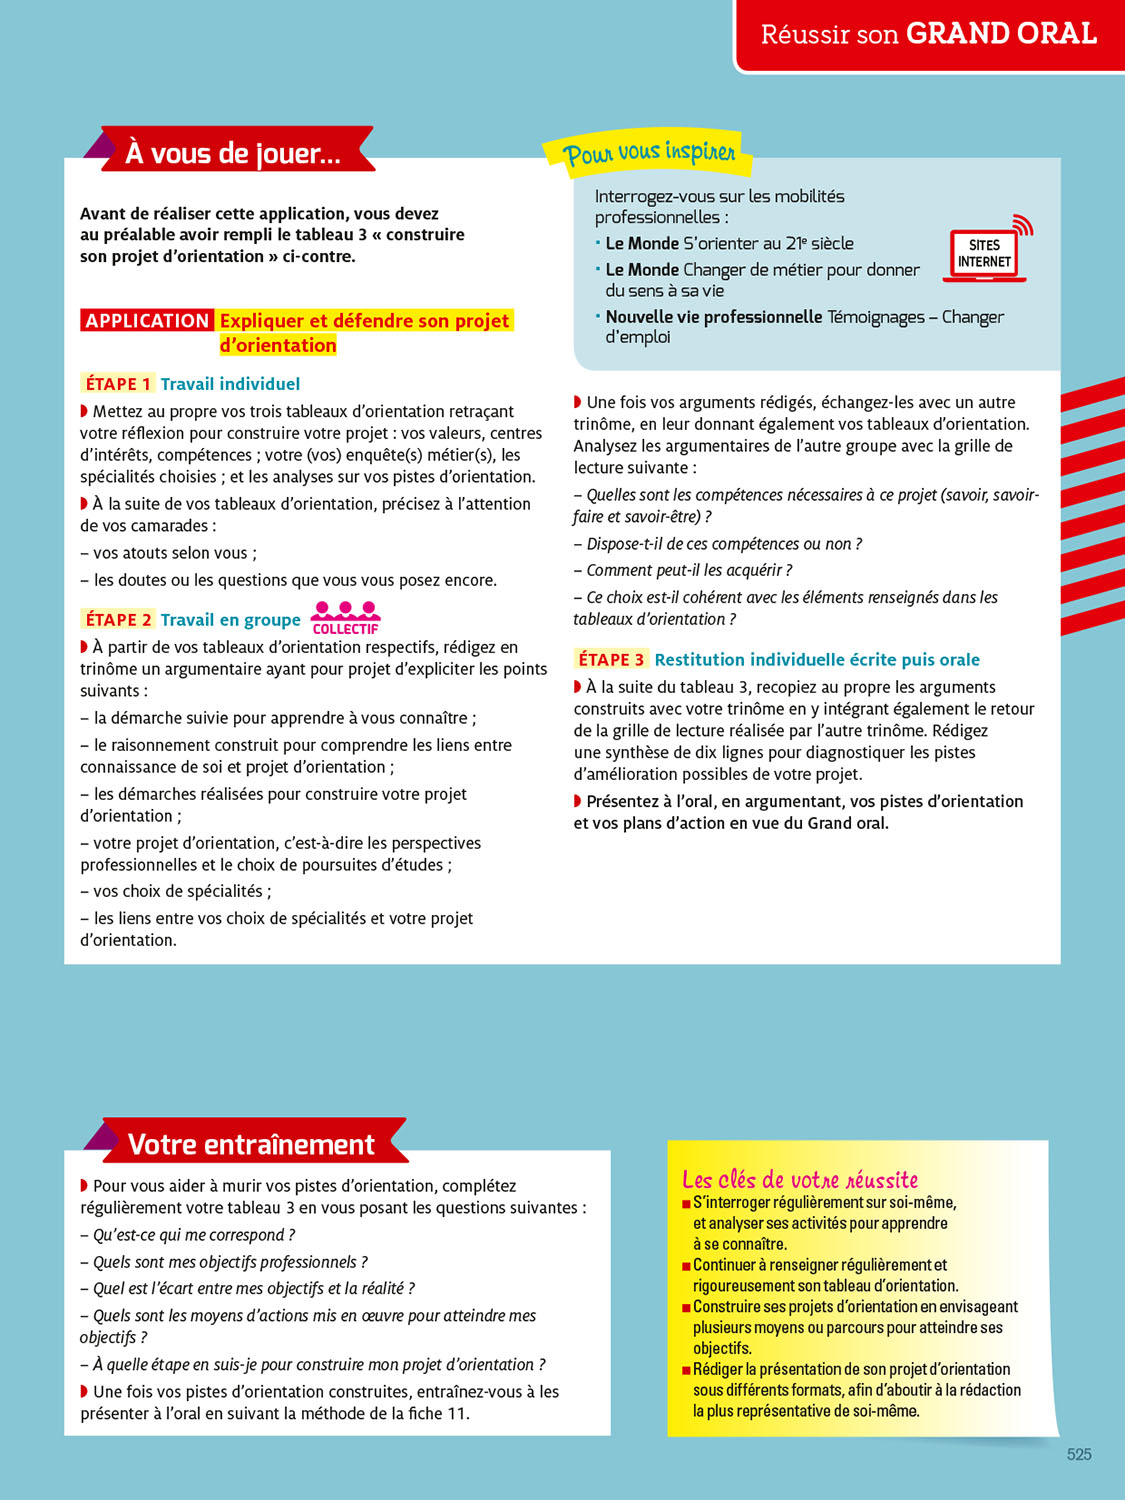 Réussir son GRAND ORAL
À vous de jouer...
Avant de réaliser cette application, vous devez
au préalable avoir rempli le tableau 3 « construire
son projet d'orientation » ci-contre.
APPLICATION Expliquer et défendre son projet
d'orientation
ÉTAPE 1 Travail individuel
Mettez au propre vos trois tableaux d'orientation retraçant
votre réflexion pour construire votre projet : vos valeurs, centres
d'intérêts, compétences ; votre (vos) enquête(s) métier(s), les
spécialités choisies ; et les analyses sur vos pistes d'orientation.
À la suite de vos tableaux d'orientation, précisez à l'attention
de vos camarades :
– vos atouts selon vous ;
– les doutes ou les questions que vous vous posez encore.
ÉTAPE 2 Travail en groupe
COLLECTIF
À partir de vos tableaux d'orientation respectifs, rédigez en
trinôme un argumentaire ayant pour projet d'expliciter les points
suivants :
– la démarche suivie pour apprendre à vous connaître ;
– le raisonnement construit pour comprendre les liens entre
connaissance de soi et projet d'orientation ;
– les démarches réalisées pour construire votre projet
d'orientation ;
– votre projet d'orientation, c'est-à-dire les perspectives
professionnelles et le choix de poursuites d'études ;
– vos choix de spécialités ;
– les liens entre vos choix de spécialités et votre projet
d'orientation.
Pour vous inspirer
Interrogez-vous sur les mobilités
professionnelles :
• Le Monde S'orienter au 21e siècle
• Le Monde Changer de métier pour donner
du sens à sa vie
• Nouvelle vie professionnelle Témoignages – Changer
d'emploi
SITES
INTERNET
Une fois vos arguments rédigés, échangez-les avec un autre
trinôme, en leur donnant également vos tableaux d'orientation.
Analysez les argumentaires de l'autre groupe avec la grille de
lecture suivante :
– Quelles sont les compétences nécessaires à ce projet (savoir, savoir-
faire et savoir-être) ?
– Dispose-t-il de ces compétences ou non ?
– Comment peut-il les acquérir ?
– Ce choix est-il cohérent avec les éléments renseignés dans les
tableaux d'orientation ?
ÉTAPE 3 Restitution individuelle écrite puis orale
À la suite du tableau 3, recopiez au propre les arguments
construits avec votre trinôme en y intégrant également le retour
de la grille de lecture réalisée par l'autre trinôme. Rédigez
une synthèse de dix lignes pour diagnostiquer les pistes
d'amélioration possibles de votre projet.
Présentez à l'oral, en argumentant, vos pistes d'orientation
et vos plans d'action en vue du Grand oral.
Votre entraînement
Pour vous aider à murir vos pistes d'orientation, complétez
régulièrement votre tableau 3 en vous posant les questions suivantes :
– Qu'est-ce qui me correspond ?
– Quels sont mes objectifs professionnels ?
– Quel est l'écart entre mes objectifs et la réalité ?
– Quels sont les moyens d'actions mis en œuvre pour atteindre mes
objectifs ?
– À quelle étape en suis-je pour construire mon projet d'orientation ?
Une fois vos pistes d'orientation construites, entraînez-vous à les
présenter à l'oral en suivant la méthode de la fiche 11.
Les clés de votre réussite
S'interroger régulièrement sur soi-même,
et analyser ses activités pour apprendre
à se connaître.
Continuer à renseigner régulièrement et
rigoureusement son tableau d'orientation.
Construire ses projets d'orientation en envisageant
plusieurs moyens ou parcours pour atteindre ses
objectifs.
Rédiger la présentation de son projet d'orientation
sous différents formats, afin d'aboutir à la rédaction
la plus représentative de soi-même.
525